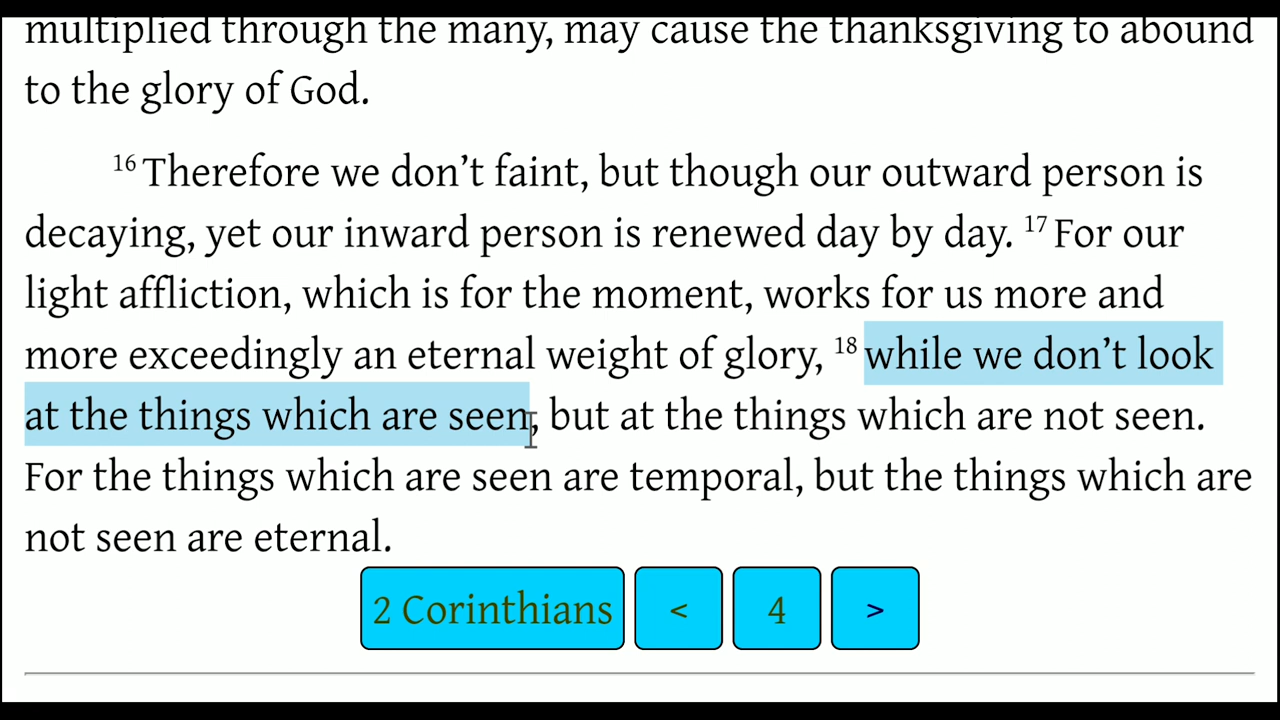 multiplied through the many, may cause the thanksgiving to abound
to the glory of God.
16 Therefore we don’t faint, but though our outward person is
decaying, yet our inward person is renewed day by day. 17 For our
light affliction, which is for the moment, works for us more and
more exceedingly an eternal weight of glory, 18 while we don’t look
at the things which are seen, but at the things which are not seen.
For the things which are seen are temporal, but the things which are
not seen are eternal.
2 Corinthians < 4 >